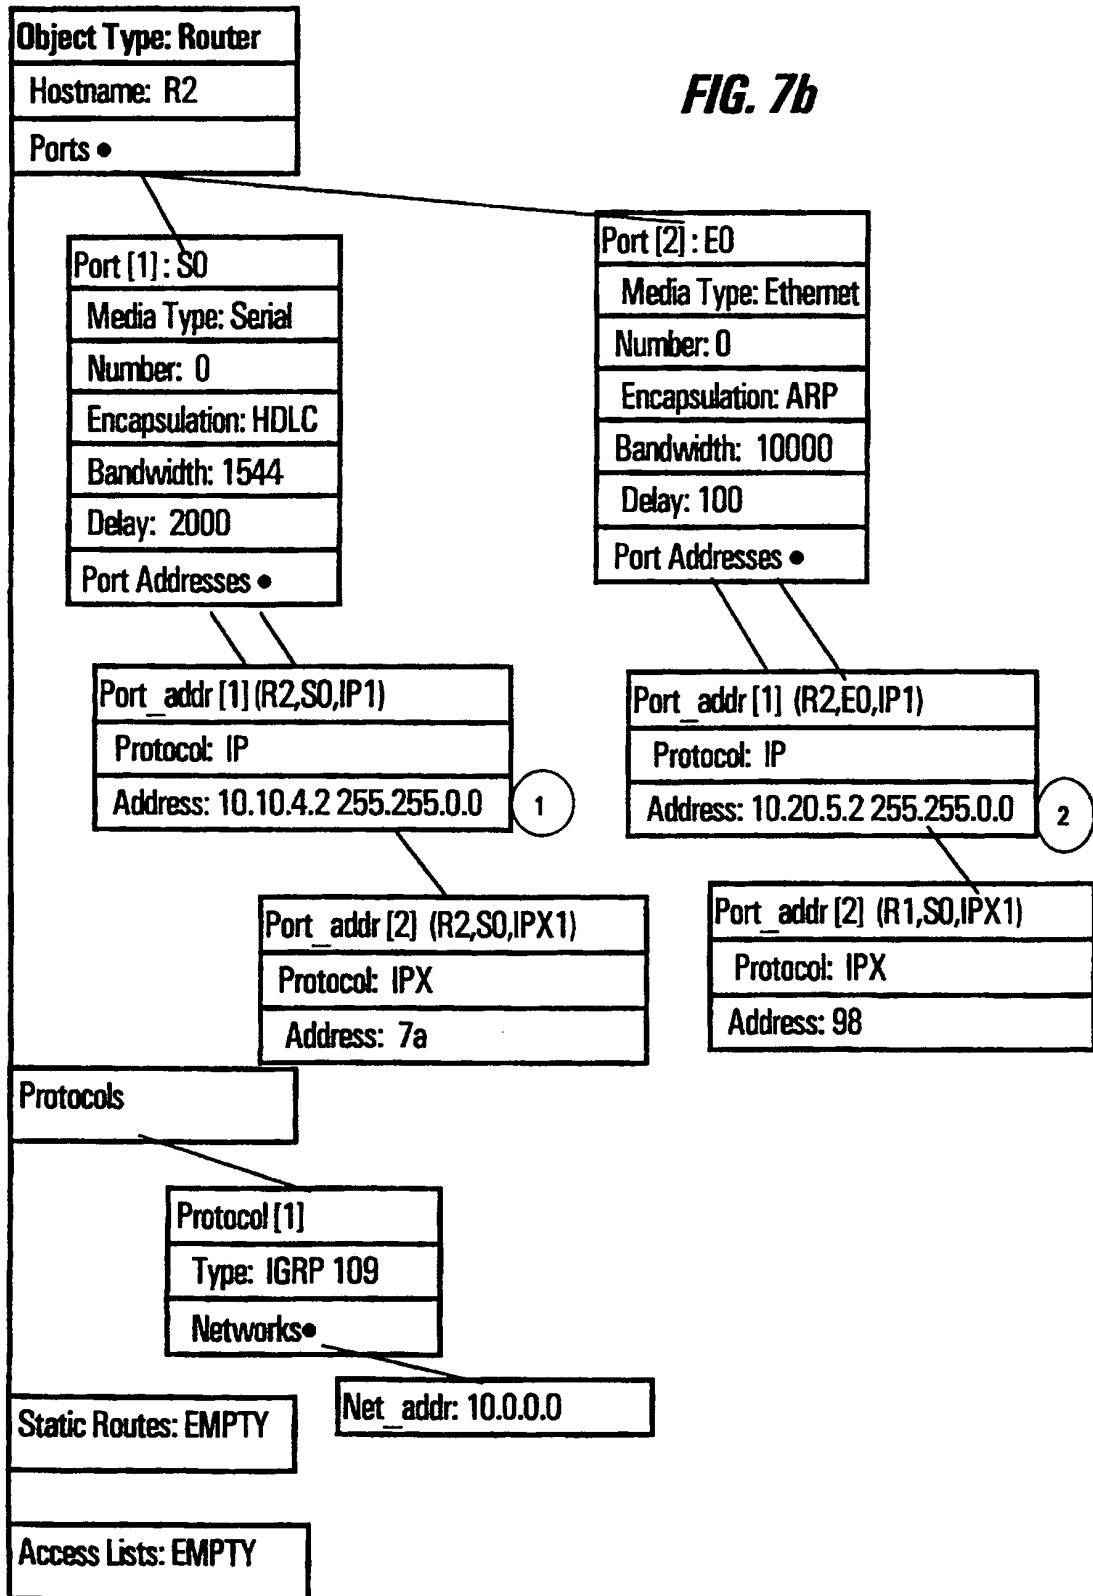 Object Type: Router
Hostname: R2
Ports •
FIG. 7b
Port [1] : S0
Media Type: Serial
Number: 0
Encapsulation: HDLC
Bandwidth: 1544
Delay: 2000
Port Addresses •
Port [2] : E0
Media Type: Ethernet
Number: 0
Encapsulation: ARP
Bandwidth: 10000
Delay: 100
Port Addresses •
Port_addr [1] (R2,S0,IP1)
Protocol: IP
Address: 10.10.4.2 255.255.0.0
1
Port_addr [1] (R2,E0,IP1)
Protocol: IP
Address: 10.20.5.2 255.255.0.0
2
Port_addr [2] (R2,S0,IPX1)
Protocol: IPX
Address: 7a
Port_addr [2] (R1,S0,IPX1)
Protocol: IPX
Address: 98
Protocols
Protocol [1]
Type: IGRP 109
Networks•
Net_addr: 10.0.0.0
Static Routes: EMPTY
Access Lists: EMPTY